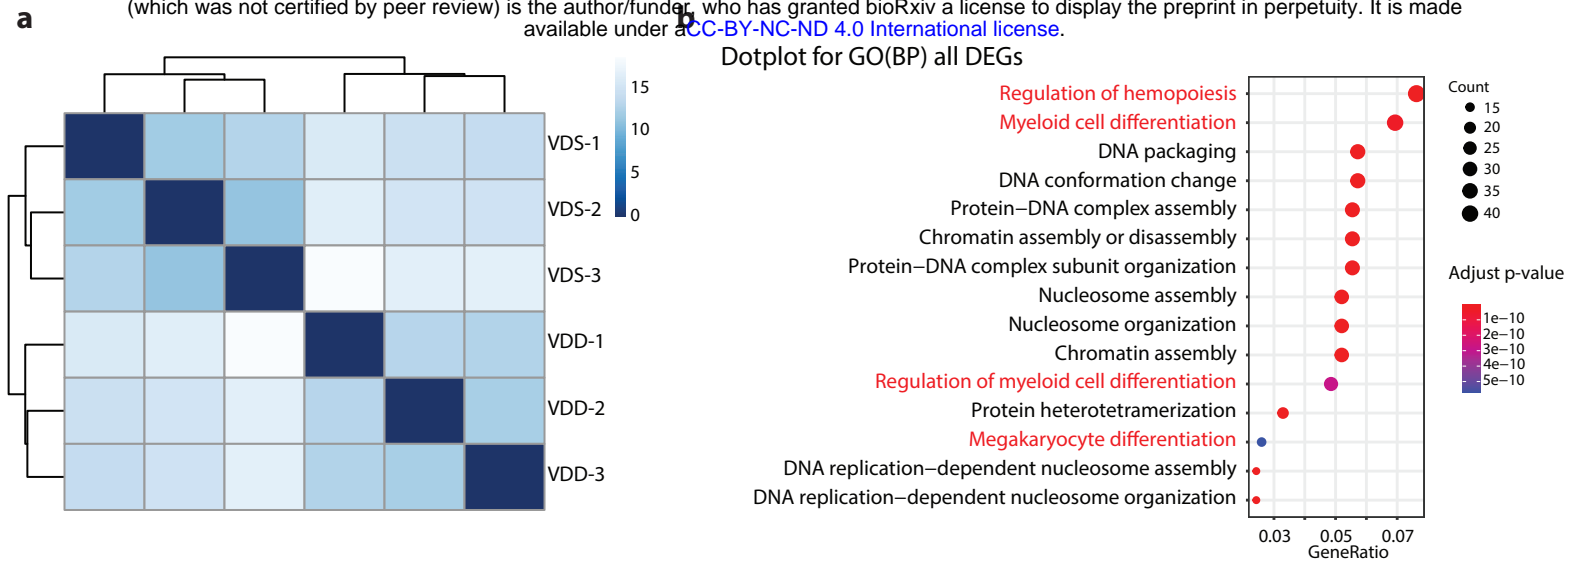 (which was not certified by peer review) is the author/funder, who has granted bioRxiv a license to display the preprint in perpetuity. It is made
available under aCC-BY-NC-ND 4.0 International license.
a
15
10
5
0
VDS-1
VDS-2
VDS-3
VDD-1
VDD-2
VDD-3
b
Dotplot for GO(BP) all DEGs
Regulation of hemopoiesis
Myeloid cell differentiation
DNA packaging
DNA conformation change
Protein−DNA complex assembly
Chromatin assembly or disassembly
Protein−DNA complex subunit organization
Nucleosome assembly
Nucleosome organization
Chromatin assembly
Regulation of myeloid cell differentiation
Protein heterotetramerization
Megakaryocyte differentiation
DNA replication−dependent nucleosome assembly
DNA replication−dependent nucleosome organization
0.03 0.05 0.07
GeneRatio
Count
15
20
25
30
35
40
Adjust p-value
1e−10
2e−10
3e−10
4e−10
5e−10